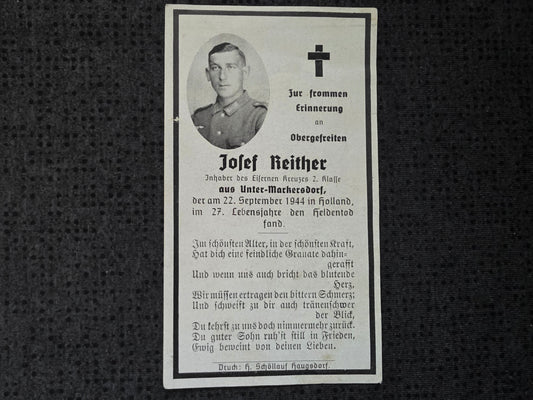 Zur frommen
Erinnerung
an
Obergefreiten
Josef Reither
Inhaber des Eisernen Kreuzes 2. Klasse
aus Unter-Markersdorf,
der am 22. September 1944 in Holland,
im 27. Lebensjahre den Heldentod
fand.
Im schönsten Alter, in der schönsten Kraft,
Hat dich eine feindliche Granate dahin-
gerafft
Und wenn uns auch bricht das blutende
Herz,
Wir müssen ertragen den bittern Schmerz;
Und schweift zu dir auch tränenschwer
der Blick,
Du kehrst zu uns doch nimmermehr zurück.
Du guter Sohn ruh'st still in Frieden,
Ewig beweint von deinen Lieben.
Druck: H. Schöllauf Haugsdorf.